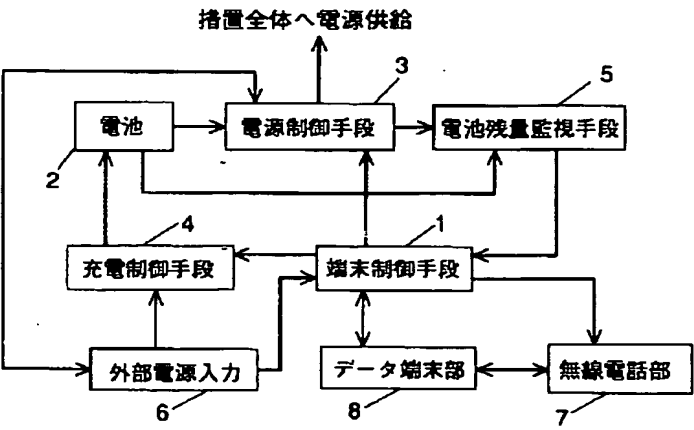 措置全体へ電源供給
3
5
電池
電源制御手段
電池残量監視手段
2
4
1
充電制御手段
端末制御手段
外部電源入力
データ端末部
無線電話部
6
8
7